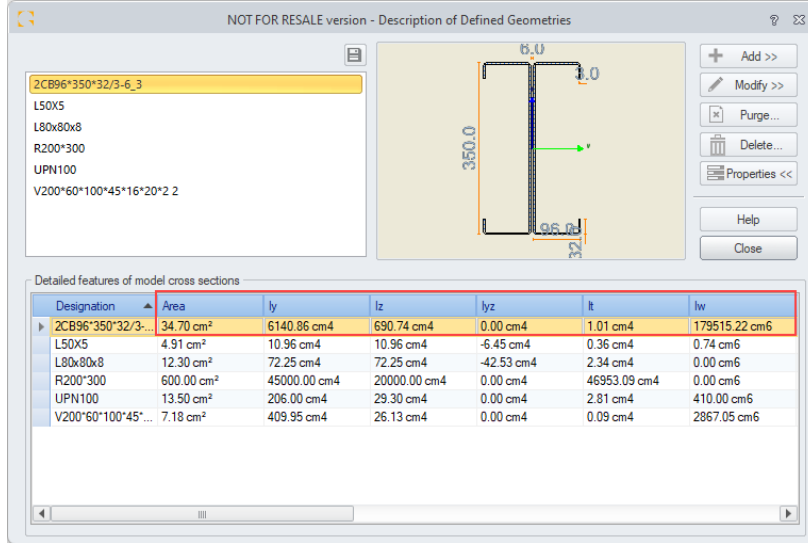 NOT FOR RESALE version - Description of Defined Geometries
2CB96*350*32/3-6_3
L50X5
L80x80x8
R200*300
UPN100
V200*60*100*45*16*20*2 2
6.0
3.0
350.0
96.0
32.0
Add >>
Modify >>
Purge...
Delete...
Properties <<
Help
Close
Detailed features of model cross sections
Designation Area Iy Iz Iyz It Iw
2CB96*350*32/3-... 34.70 cm² 6140.86 cm4 690.74 cm4 0.00 cm4 1.01 cm4 179515.22 cm6
L50X5 4.91 cm² 10.96 cm4 10.96 cm4 -6.45 cm4 0.36 cm4 0.74 cm6
L80x80x8 12.30 cm² 72.25 cm4 72.25 cm4 -42.53 cm4 2.34 cm4 0.00 cm6
R200*300 600.00 cm² 45000.00 cm4 20000.00 cm4 0.00 cm4 46953.09 cm4 0.00 cm6
UPN100 13.50 cm² 206.00 cm4 29.30 cm4 0.00 cm4 2.81 cm4 410.00 cm6
V200*60*100*45*... 7.18 cm² 409.95 cm4 26.13 cm4 0.00 cm4 0.09 cm4 2867.05 cm6